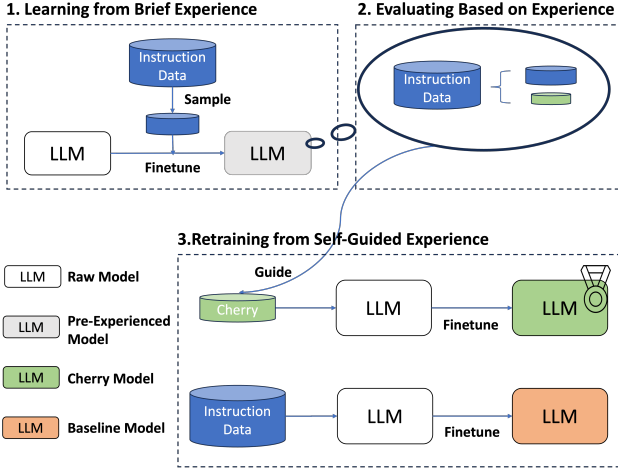 1. Learning from Brief Experience
Instruction
Data
Sample
LLM
Finetune
LLM
2. Evaluating Based on Experience
Instruction
Data
3.Retraining from Self-Guided Experience
Guide
Cherry
LLM
Finetune
LLM
Instruction
Data
LLM
Finetune
LLM
LLM
Raw Model
LLM
Pre-Experienced
Model
LLM
Cherry Model
LLM
Baseline Model